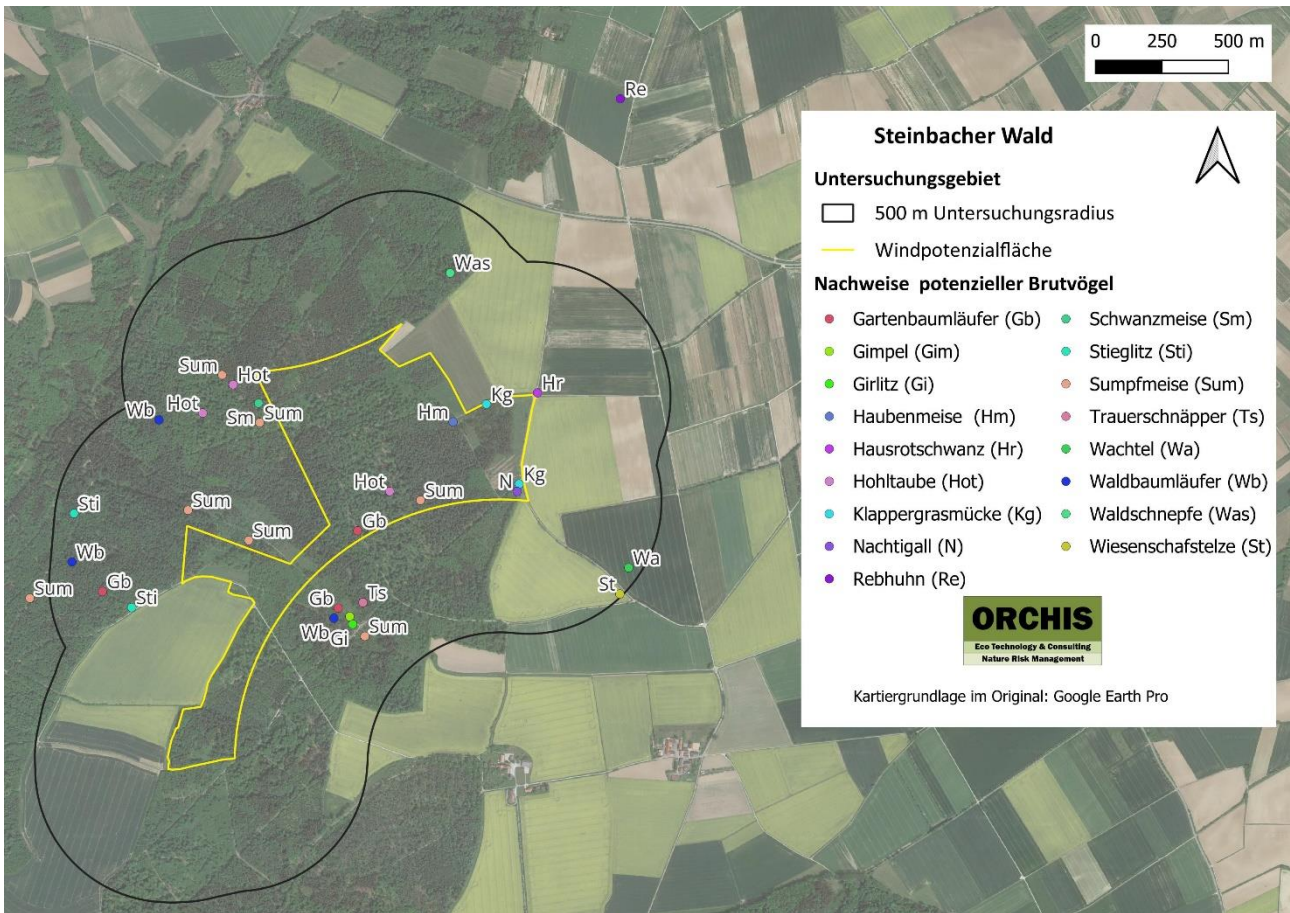 0 250 500 m
Re
Steinbacher Wald
Untersuchungsgebiet
500 m Untersuchungsradius
Windpotenzialfläche
Nachweise potenzieller Brutvögel
Gartenbaumläufer (Gb)
Gimpel (Gim)
Girlitz (Gi)
Haubenmeise (Hm)
Hausrotschwanz (Hr)
Hohltaube (Hot)
Klappergrasmücke (Kg)
Nachtigall (N)
Rebhuhn (Re)
Schwanzmeise (Sm)
Stieglitz (Sti)
Sumpfmeise (Sum)
Trauerschnäpper (Ts)
Wachtel (Wa)
Waldbaumläufer (Wb)
Waldschnepfe (Was)
Wiesenschafstelze (St)
ORCHIS
Eco Technology & Consulting
Nature Risk Management
Kartiergrundlage im Original: Google Earth Pro
Was
Sum
Hot
Hr
Kg
Hot
Wb
Sm
Sum
Hm
Kg
N
Hot
Sum
Sum
Sti
Gb
Sum
Wb
Wa
St
Gb
Sum
Sti
Ts
Gb
Wb
Gi
Sum